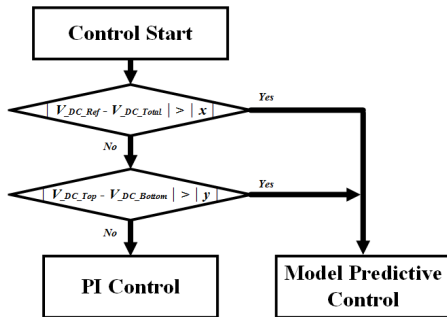 Control Start
| V_DC_Ref - V_DC_Total | > | x |
Yes
No
| V_DC_Top - V_DC_Bottom | > | y |
Yes
No
PI Control
Model Predictive
Control